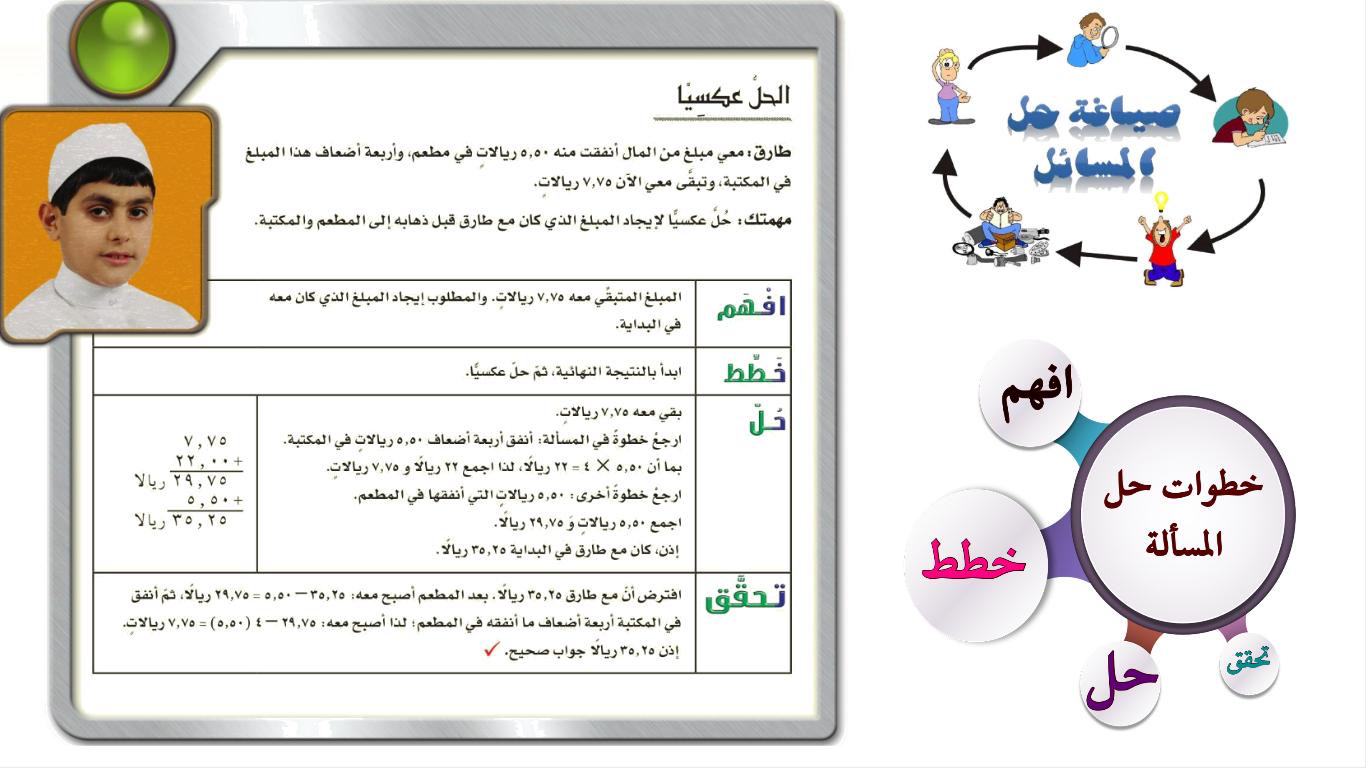 صياغة حل
المسائل
الحلُّ عكسِيًّا
طارق: معي مبلغ من المال أنفقت منه ٥,٥٠ ريالاتٍ في مطعم، وأربعة أضعاف هذا المبلغ
في المكتبة، وتبقَّى معي الآن ٧,٧٥ ريالاتٍ.
مهمتك: حُلَّ عكسيًّا لإيجاد المبلغ الذي كان مع طارق قبل ذهابه إلى المطعم والمكتبة.
افْهَم
المبلغ المتبقِّي معه ٧,٧٥ ريالاتٍ. والمطلوب إيجاد المبلغ الذي كان معه
في البداية.
خَطِّط
ابدأ بالنتيجة النهائية، ثمّ حلّ عكسيًّا.
حُلّ
بقي معه ٧,٧٥ ريالاتٍ.
ارجعْ خطوةً في المسألة: أنفق أربعة أضعاف ٥,٥٠ ريالاتٍ في المكتبة.
بما أن ٥,٥٠ × ٤ = ٢٢ ريالًا، لذا اجمع ٢٢ ريالًا و ٧,٧٥ ريالاتٍ.
ارجعْ خطوةً أخرى: ٥,٥٠ ريالاتٍ التي أنفقها في المطعم.
اجمع ٥,٥٠ ريالاتٍ وَ ٢٩,٧٥ ريالًا.
إذن، كان مع طارق في البداية ٣٥,٢٥ ريالًا.
٧,٧٥
٢٢,٠٠+
٢٩,٧٥ ريالا
٥,٥٠+
٣٥,٢٥ ريالا
تحقَّق
افترض أنّ مع طارق ٣٥,٢٥ ريالًا. بعد المطعم أصبح معه: ٣٥,٢٥ — ٥,٥٠ = ٢٩,٧٥ ريالًا، ثمّ أنفق
في المكتبة أربعة أضعاف ما أنفقه في المطعم؛ لذا أصبح معه: ٢٩,٧٥ — ٤ (٥,٥٠) = ٧,٧٥ ريالاتٍ.
إذن ٣٥,٢٥ ريالًا جواب صحيح. ✓
خطوات حل
المسألة
افهم
خطط
حل
تحقق